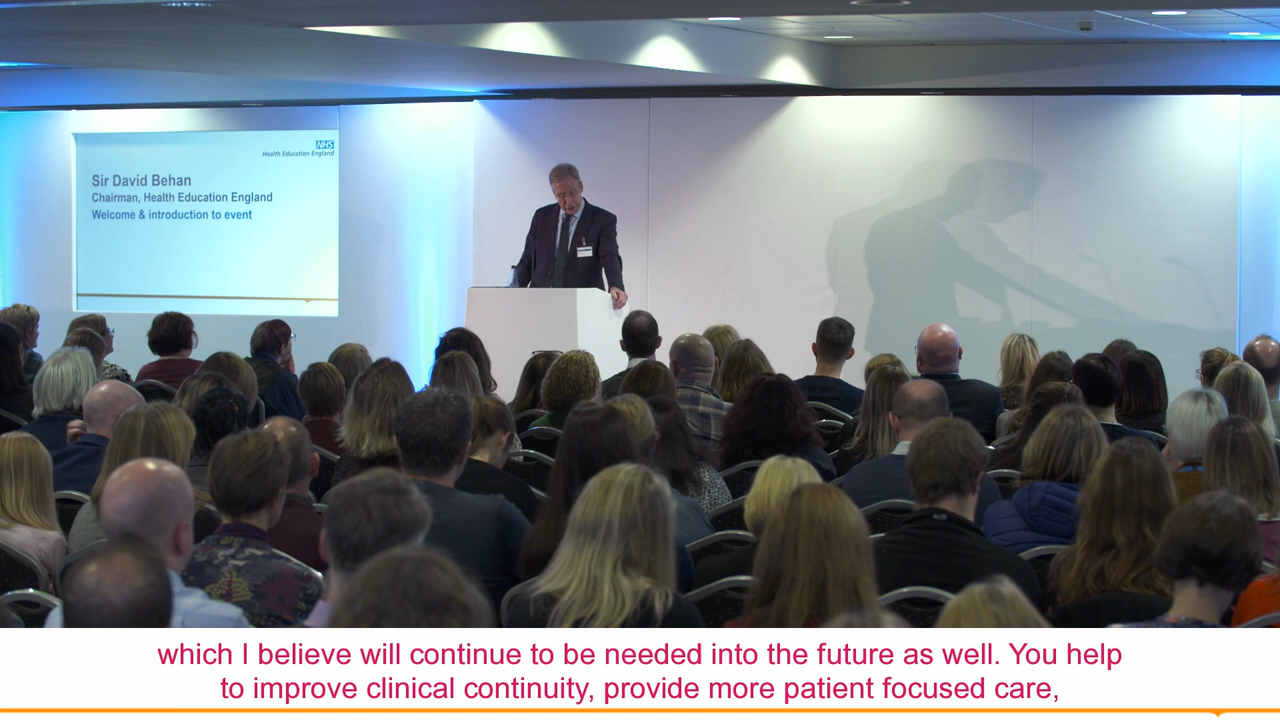 NHS
Health Education England
Sir David Behan
Chairman, Health Education England
Welcome & introduction to event
which I believe will continue to be needed into the future as well. You help
to improve clinical continuity, provide more patient focused care,